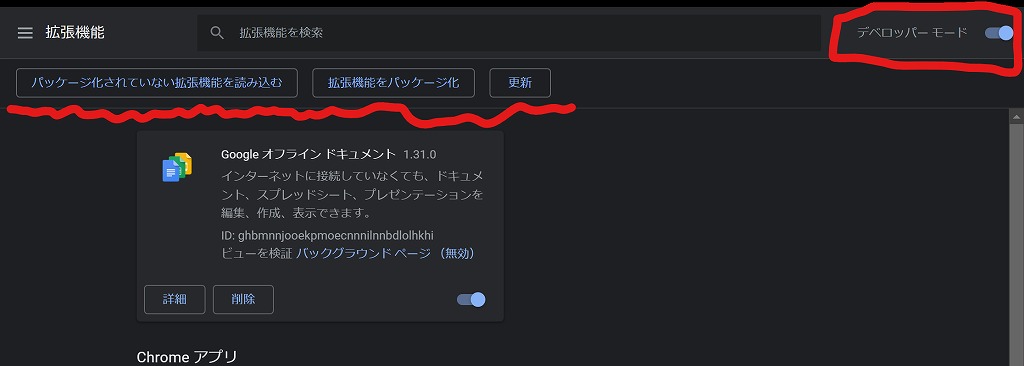 拡張機能
拡張機能を検索
デベロッパー モード
パッケージ化されていない拡張機能を読み込む
拡張機能をパッケージ化
更新
Google オフライン ドキュメント 1.31.0
インターネットに接続していなくても、ドキュメ
ント、スプレッドシート、プレゼンテーションを
編集、作成、表示できます。
ID: ghbmnnjooekpmoecnnnilnnbdlolhkhi
ビューを検証 バックグラウンド ページ （無効）
詳細
削除
Chrome アプリ